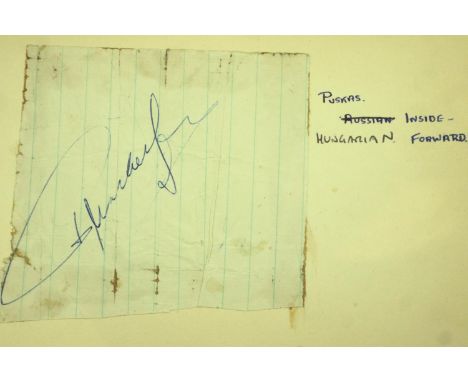 PUSKAS.
RUSSIAN INSIDE-
HUNGARIAN. FORWARD.